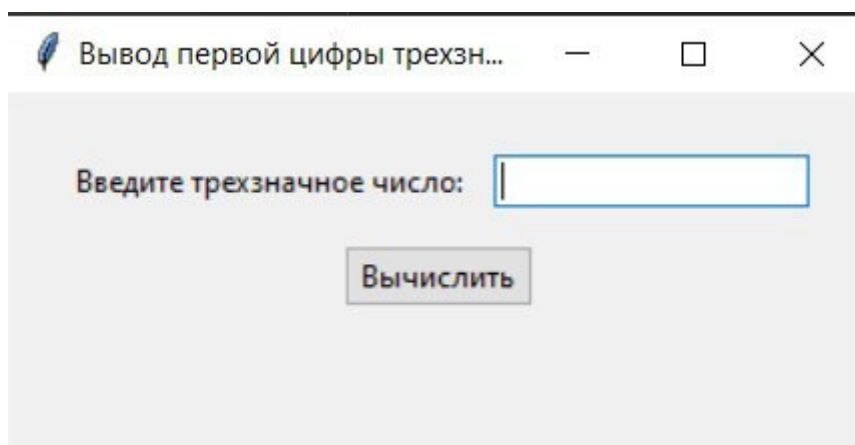 Вывод первой цифры трехзн...
Введите трехзначное число:
Вычислить